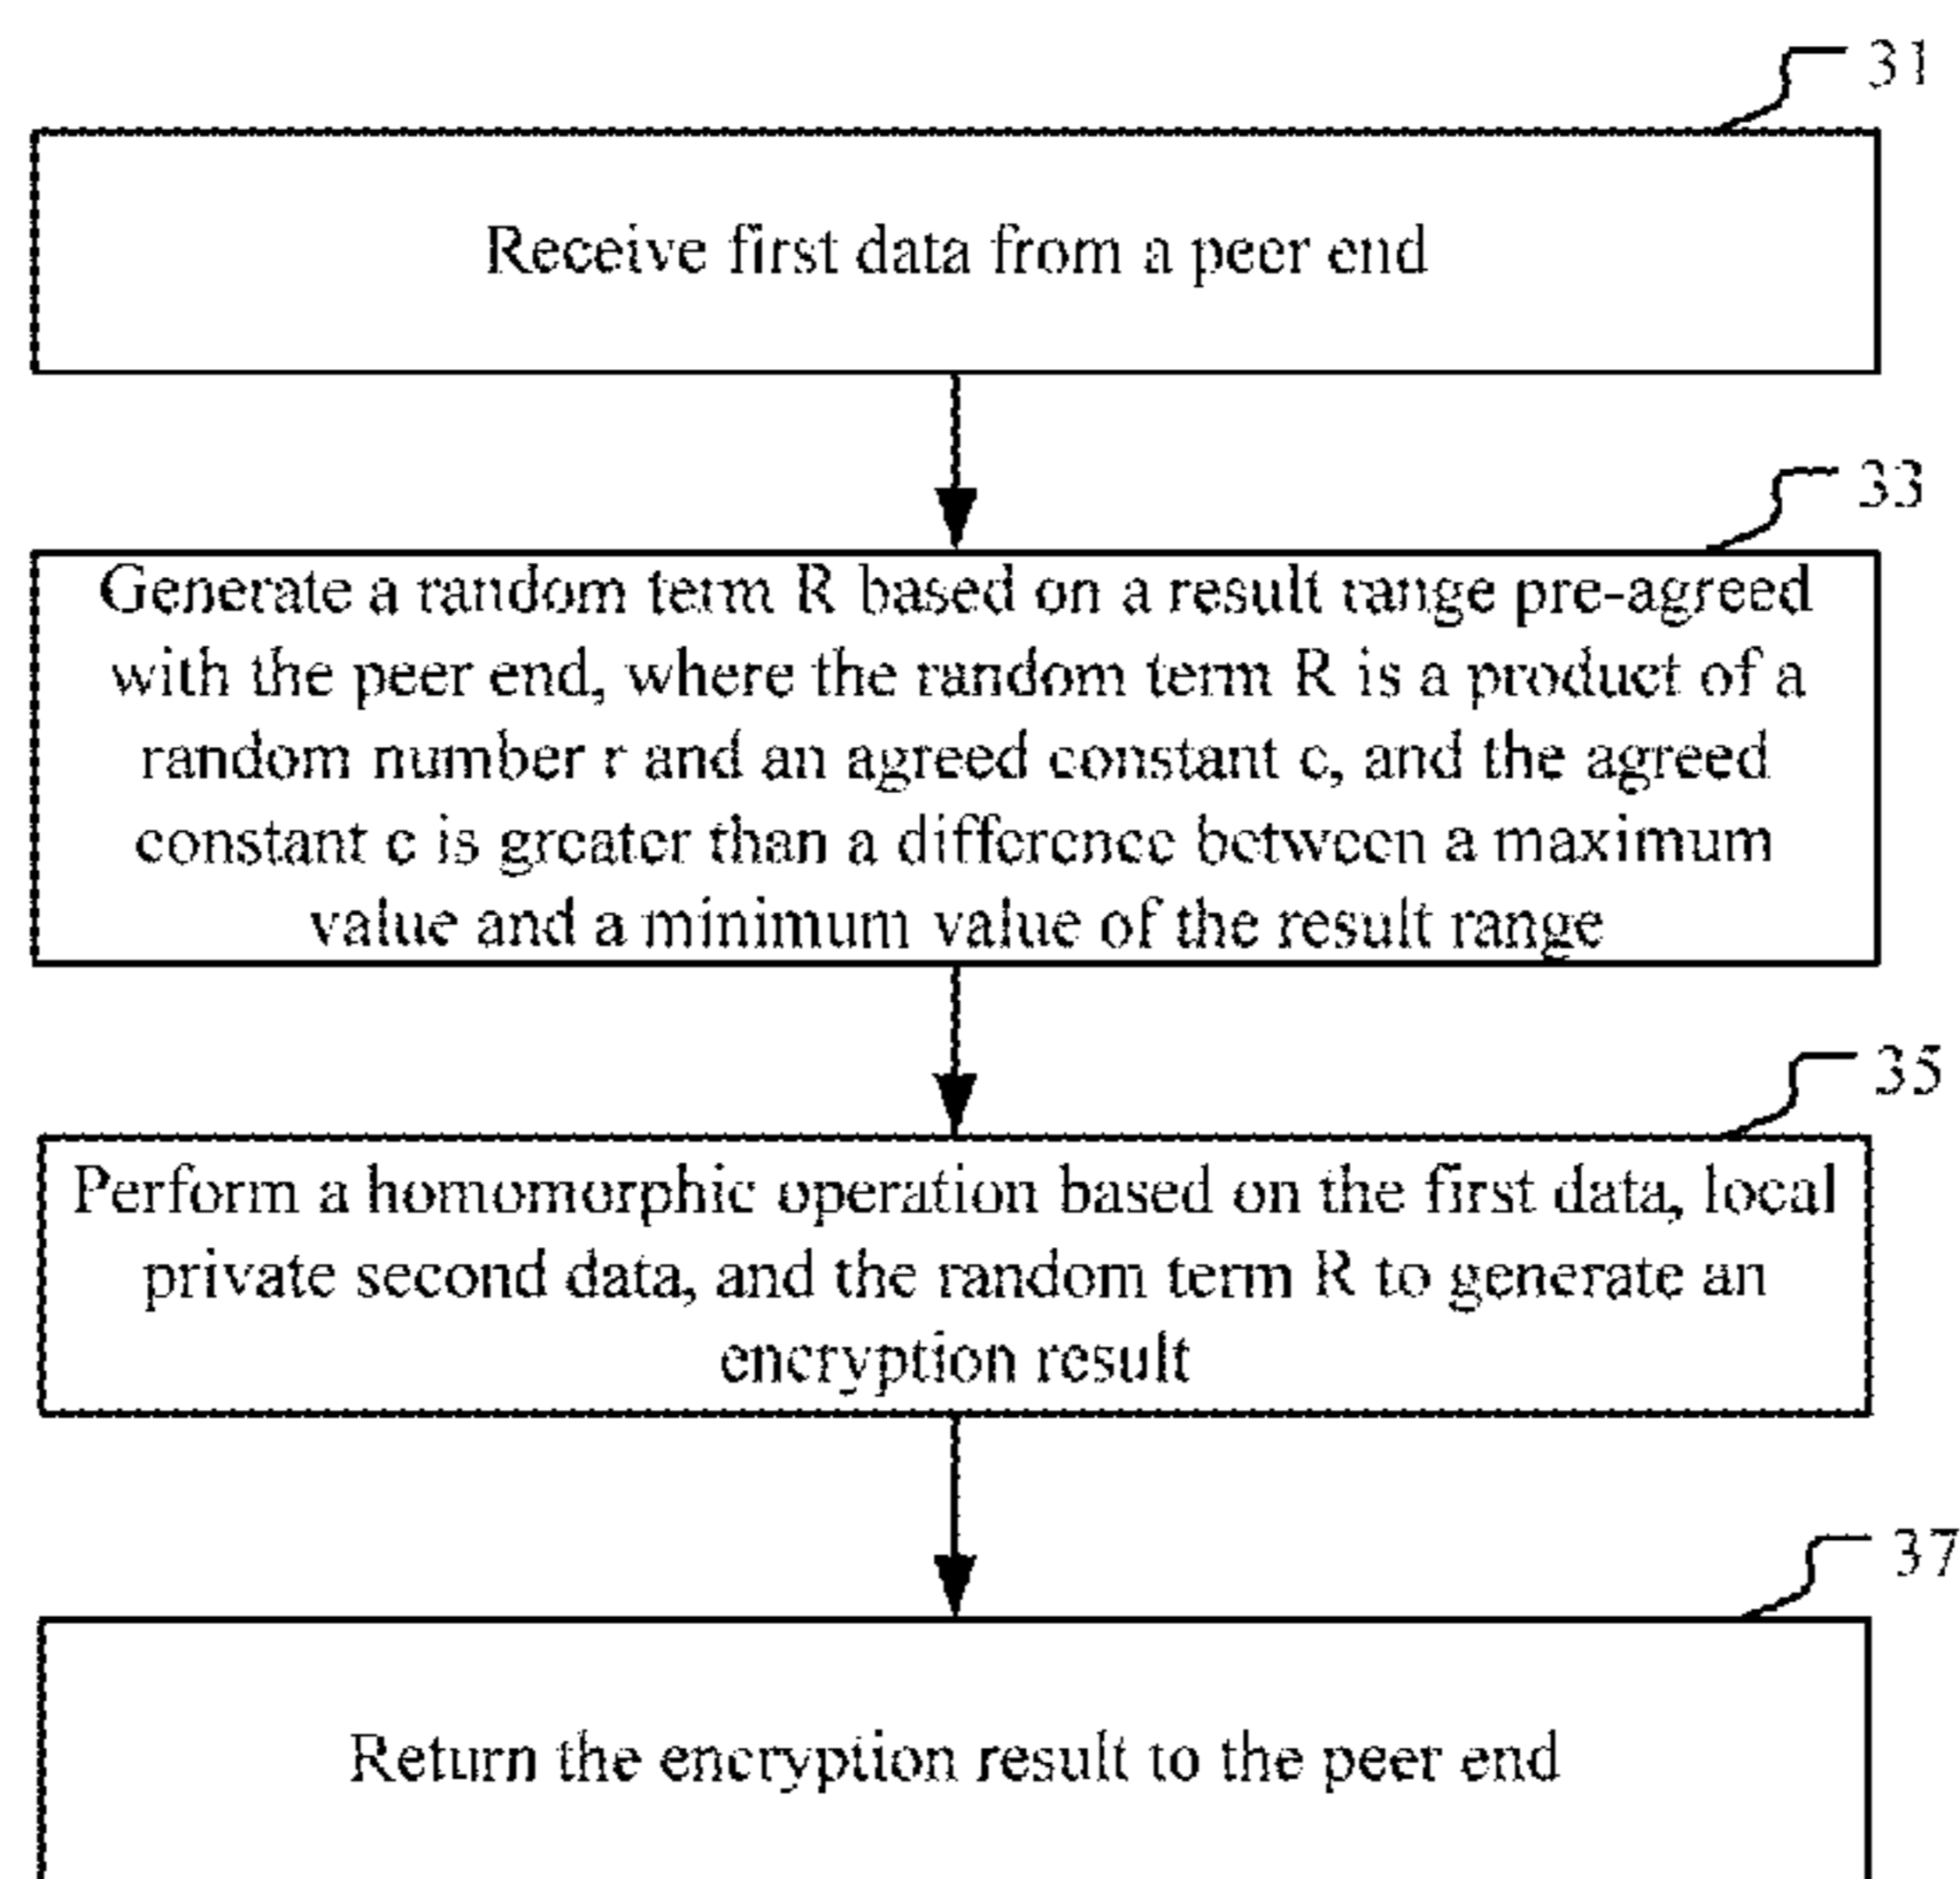 31
Receive first data from a peer end
33
Generate a random term R based on a result range pre-agreed
with the peer end, where the random term R is a product of a
random number r and an agreed constant c, and the agreed
constant c is greater than a difference between a maximum
value and a minimum value of the result range
35
Perform a homomorphic operation based on the first data, local
private second data, and the random term R to generate an
encryption result
37
Return the encryption result to the peer end